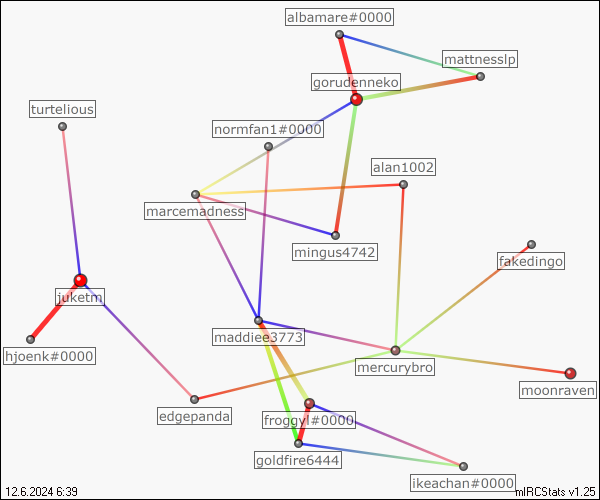 albamare#0000
mattnesslp
gorudenneko
turtelious
normfan1#0000
alan1002
marcemadness
mingus4742
fakedingo
juketm
maddiee3773
hjoenk#0000
mercurybro
moonraven
edgepanda
froggyl#0000
goldfire6444
ikeachan#0000
12.6.2024 6:39
mIRCStats v1.25